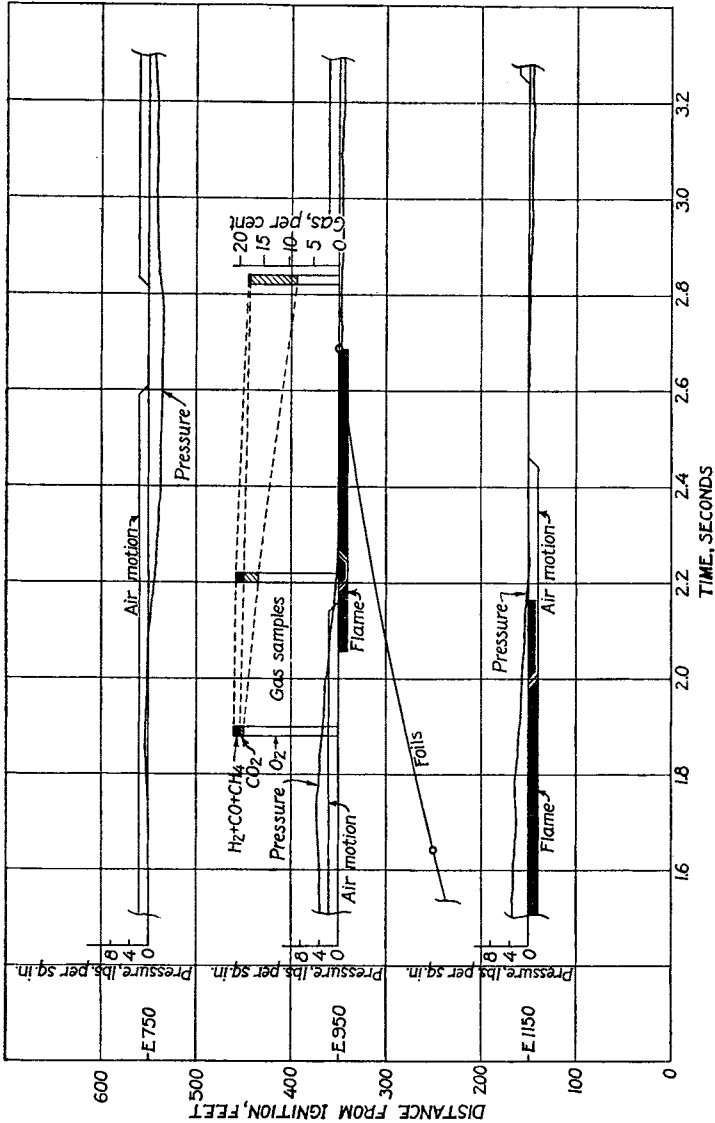 DISTANCE FROM IGNITION, FEET
600
500
400
300
200
100
0
E750
E950
E1150
Pressure, lbs. per sq. in.
8
4
0
Air motion
Pressure
Pressure, lbs. per sq. in.
8
4
0
H2+CO+CH4
CO2
O2
Gas samples
Pressure
Air motion
Flame
Gas, per cent
20
15
10
5
0
Foils
Pressure, lbs. per sq. in.
8
4
0
Pressure
Flame
Air motion
1.6
1.8
2.0
2.2
2.4
2.6
2.8
3.0
3.2
TIME, SECONDS